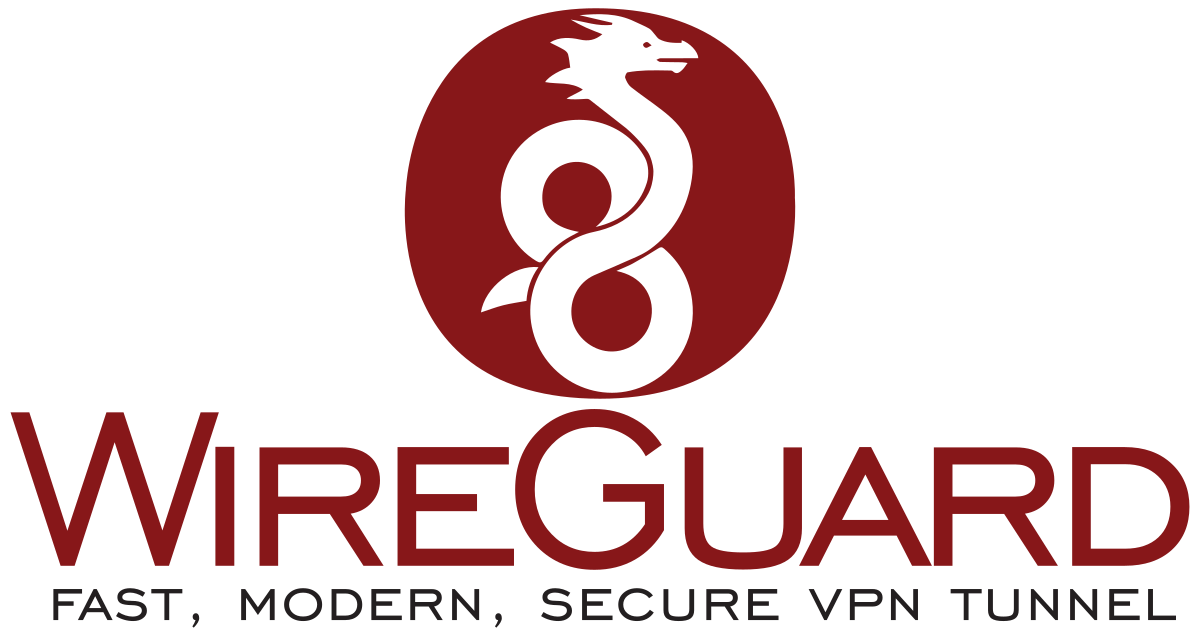 WIREGUARD
FAST, MODERN, SECURE VPN TUNNEL